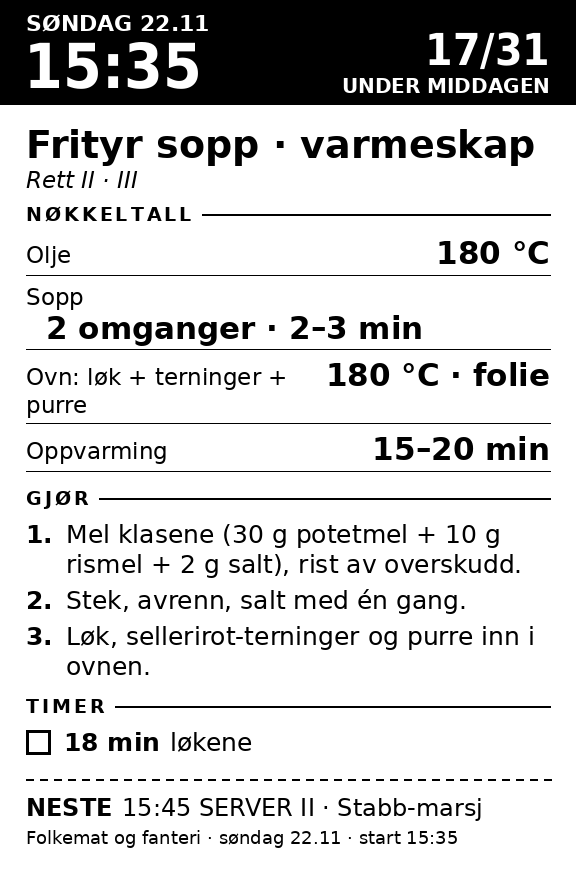 SØNDAG 22.11
15:35
17/31
UNDER MIDDAGEN
Frityr sopp · varmeskap
Rett II · III
NØKKELTALL
Olje 180 °C
Sopp
2 omganger · 2–3 min
Ovn: løk + terninger + 180 °C · folie
purre
Oppvarming 15–20 min
GJØR
1. Mel klasene (30 g potetmel + 10 g
rismel + 2 g salt), rist av overskudd.
2. Stek, avrenn, salt med én gang.
3. Løk, sellerirot-terninger og purre inn i
ovnen.
TIMER
18 min løkene
NESTE 15:45 SERVER II · Stabb-marsj
Folkemat og fanteri · søndag 22.11 · start 15:35